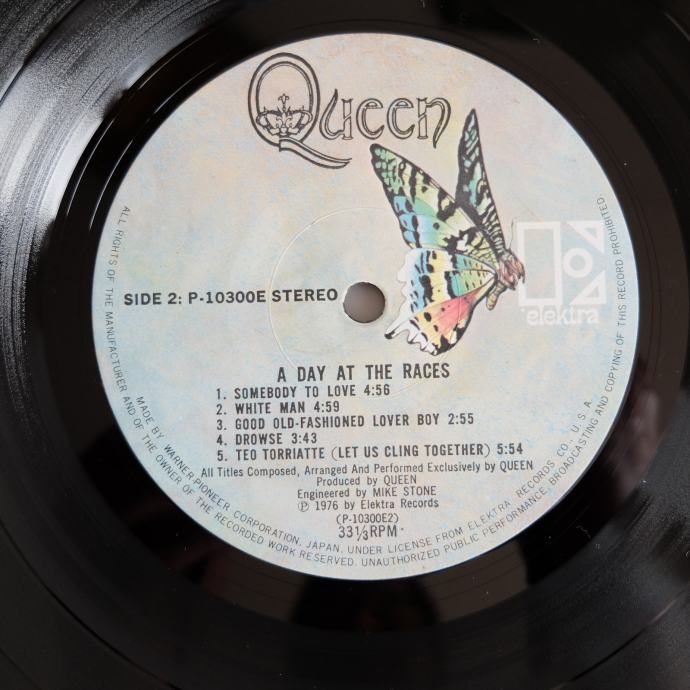 Queen
elektra
SIDE 2: P-10300E STEREO
A DAY AT THE RACES
1. SOMEBODY TO LOVE 4:56
2. WHITE MAN 4:59
3. GOOD OLD-FASHIONED LOVER BOY 2:55
4. DROWSE 3:43
5. TEO TORRIATTE (LET US CLING TOGETHER) 5:54
All Titles Composed, Arranged And Performed Exclusively by QUEEN
Produced by QUEEN
Engineered by MIKE STONE
Ⓟ 1976 by Elektra Records
(P-10300E2)
33⅓RPM
MADE BY WARNER-PIONEER CORPORATION, JAPAN, UNDER LICENSE FROM ELEKTRA RECORDS CO., U.S.A.
ALL RIGHTS OF THE MANUFACTURER AND OF THE OWNER OF THE RECORDED WORK RESERVED. UNAUTHORIZED PUBLIC PERFORMANCE, BROADCASTING AND COPYING OF THIS RECORD PROHIBITED